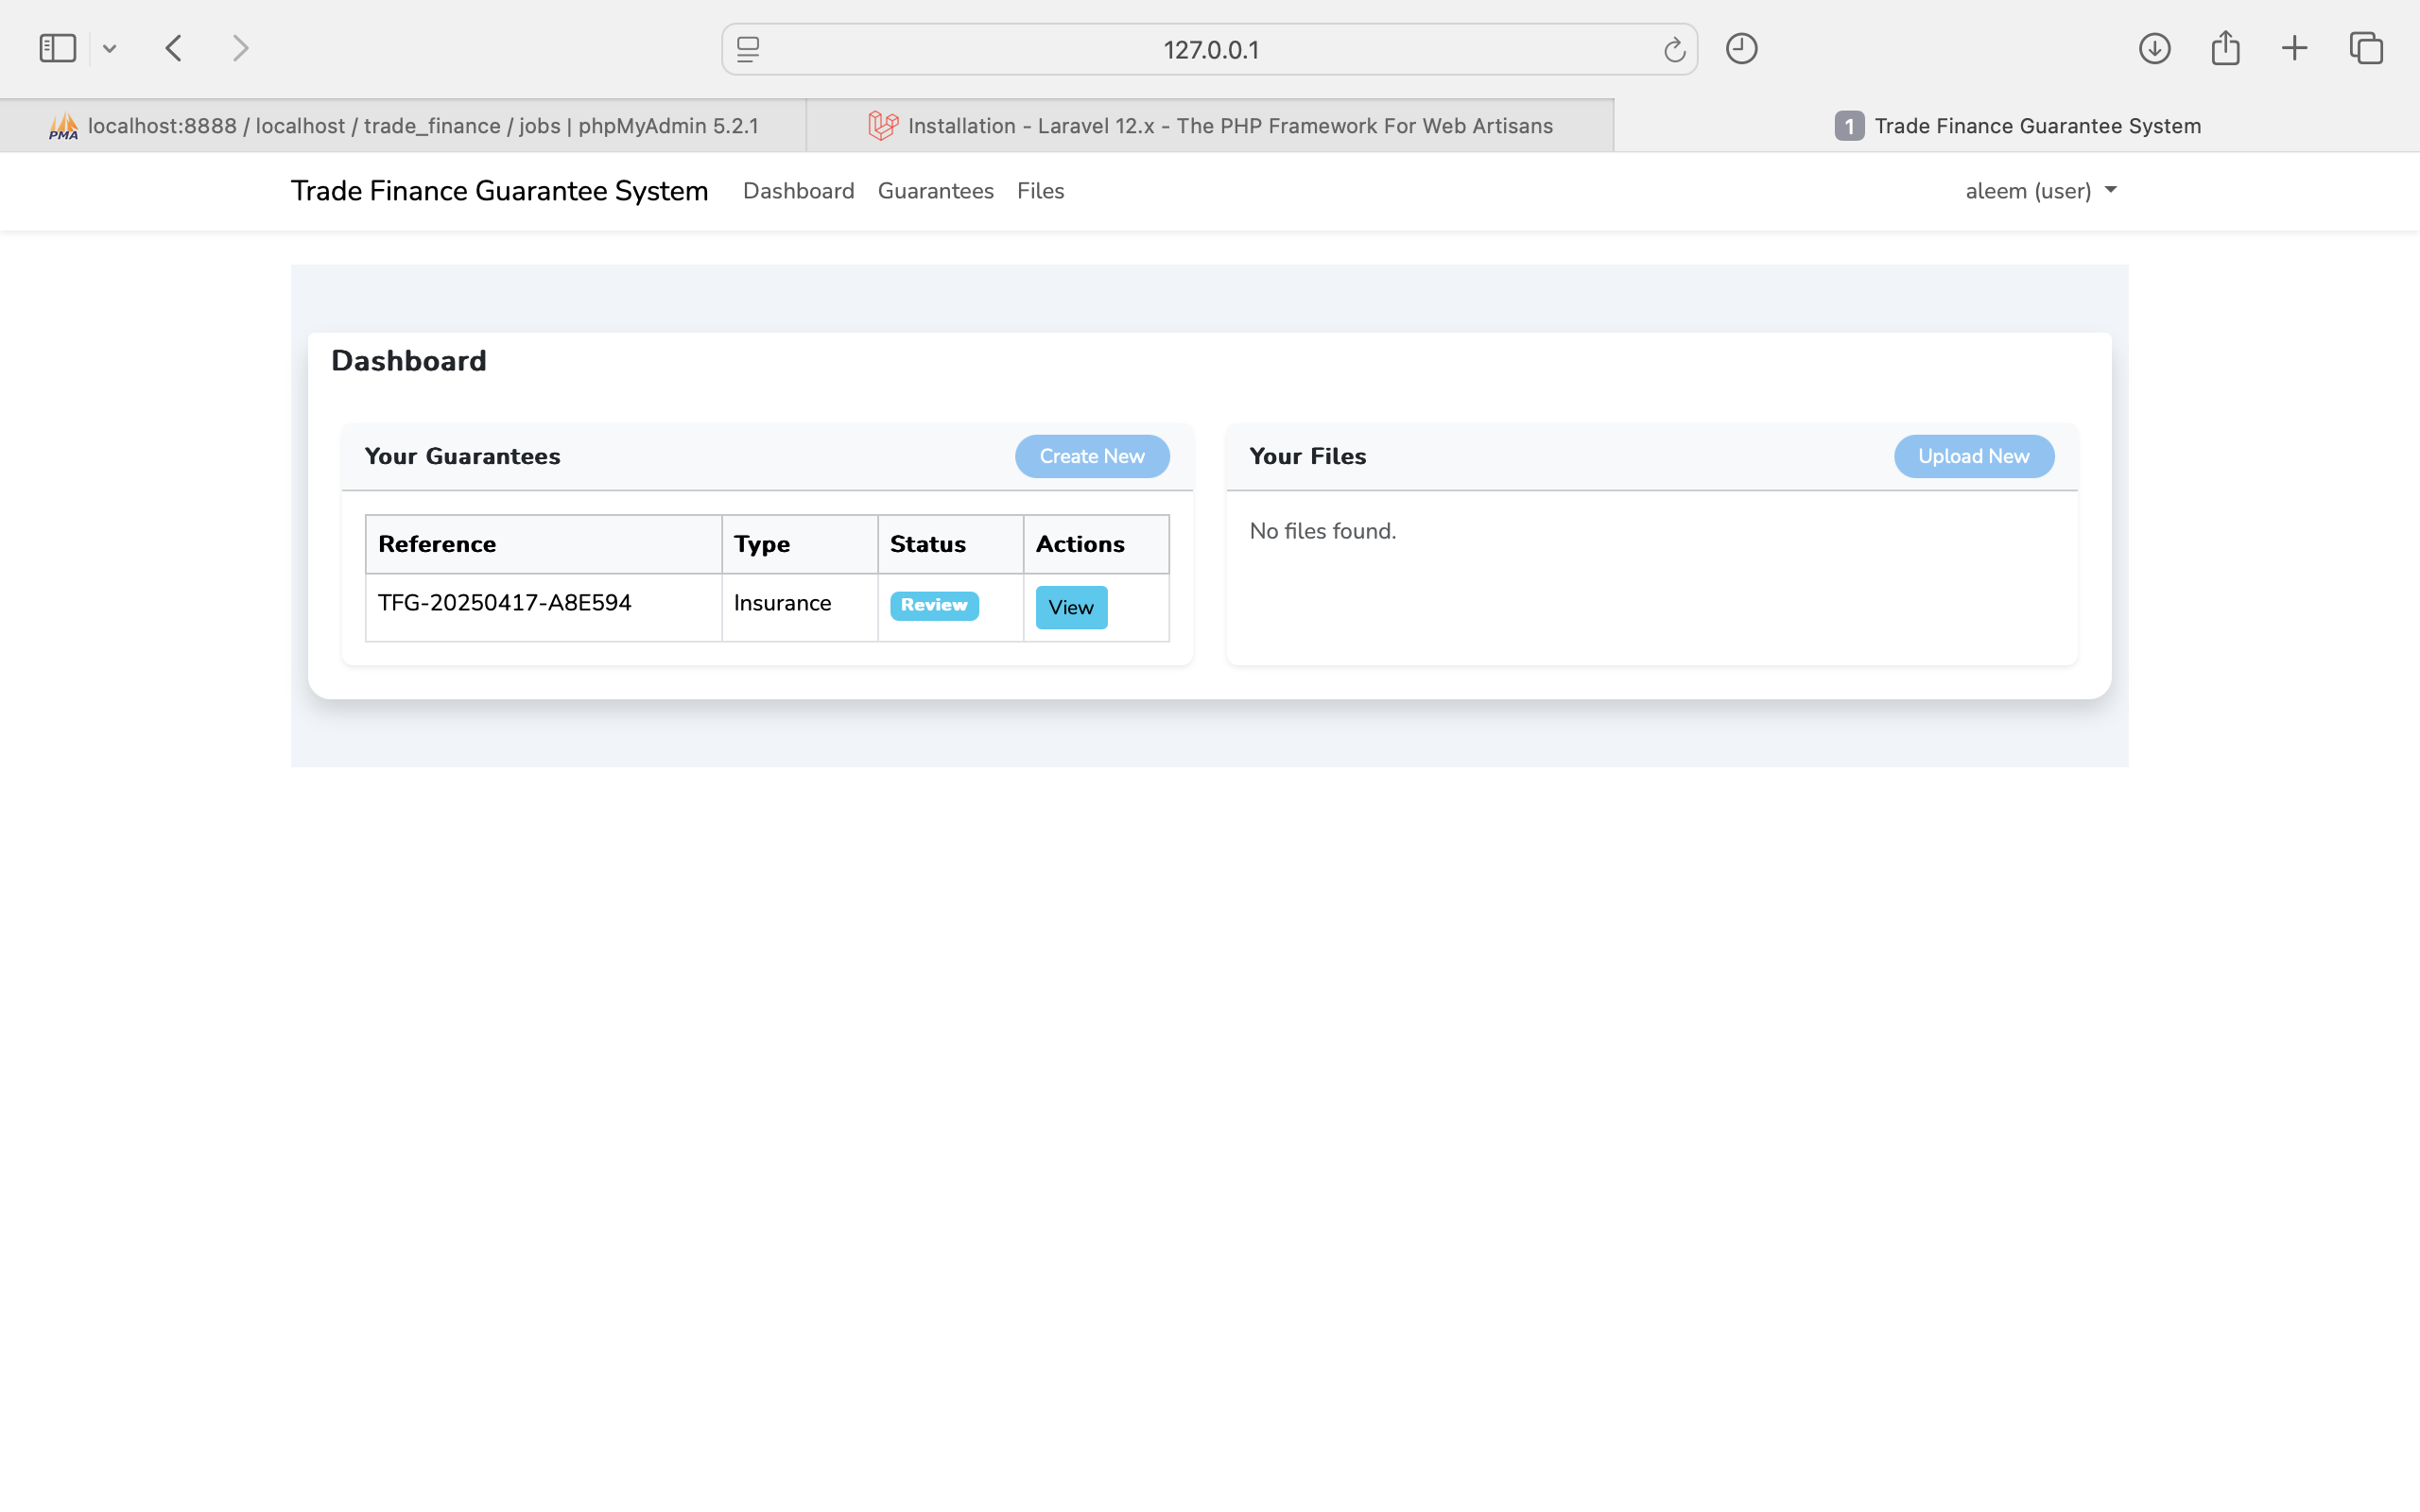 127.0.0.1
PMA localhost:8888 / localhost / trade_finance / jobs | phpMyAdmin 5.2.1
Installation - Laravel 12.x - The PHP Framework For Web Artisans
1 Trade Finance Guarantee System
Trade Finance Guarantee System Dashboard Guarantees Files aleem (user)
Dashboard
Your Guarantees Create New
Reference Type Status Actions
TFG-20250417-A8E594 Insurance Review View
Your Files Upload New
No files found.